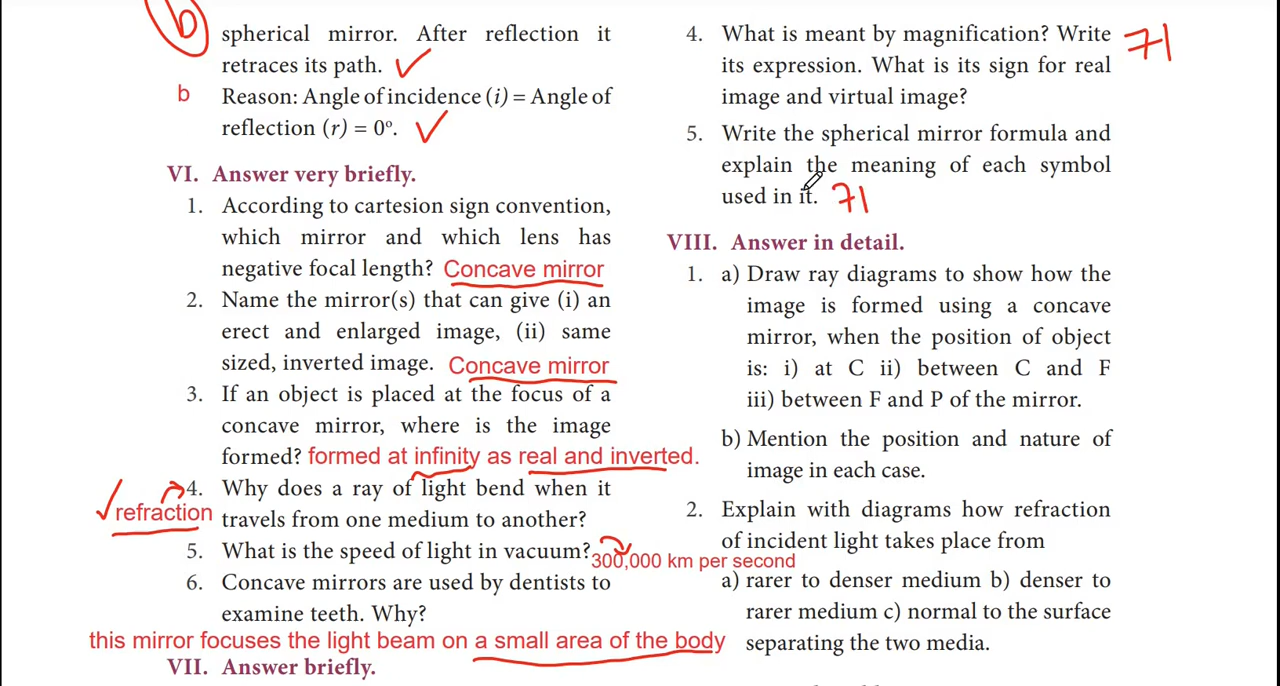 b
spherical mirror. After reflection it
retraces its path.
b Reason: Angle of incidence (i) = Angle of
reflection (r) = 0°.
VI. Answer very briefly.
1. According to cartesion sign convention,
which mirror and which lens has
negative focal length? Concave mirror
2. Name the mirror(s) that can give (i) an
erect and enlarged image, (ii) same
sized, inverted image. Concave mirror
3. If an object is placed at the focus of a
concave mirror, where is the image
formed? formed at infinity as real and inverted.
4. Why does a ray of light bend when it
refraction travels from one medium to another?
5. What is the speed of light in vacuum?
300,000 km per second
6. Concave mirrors are used by dentists to
examine teeth. Why?
this mirror focuses the light beam on a small area of the body
VII. Answer briefly.
4. What is meant by magnification? Write 71
its expression. What is its sign for real
image and virtual image?
5. Write the spherical mirror formula and
explain the meaning of each symbol
used in it. 71
VIII. Answer in detail.
1. a) Draw ray diagrams to show how the
image is formed using a concave
mirror, when the position of object
is: i) at C ii) between C and F
iii) between F and P of the mirror.
b) Mention the position and nature of
image in each case.
2. Explain with diagrams how refraction
of incident light takes place from
a) rarer to denser medium b) denser to
rarer medium c) normal to the surface
separating the two media.